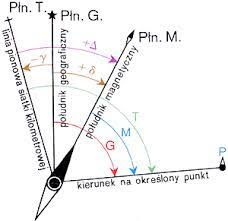 Płn. T.
Płn. G.
Płn. M.
linia pionowa
siatki kilometrowej
południk geograficzny
południk magnetyczny
+Δ
-γ
+δ
T
M
G
P
kierunek na określony punkt